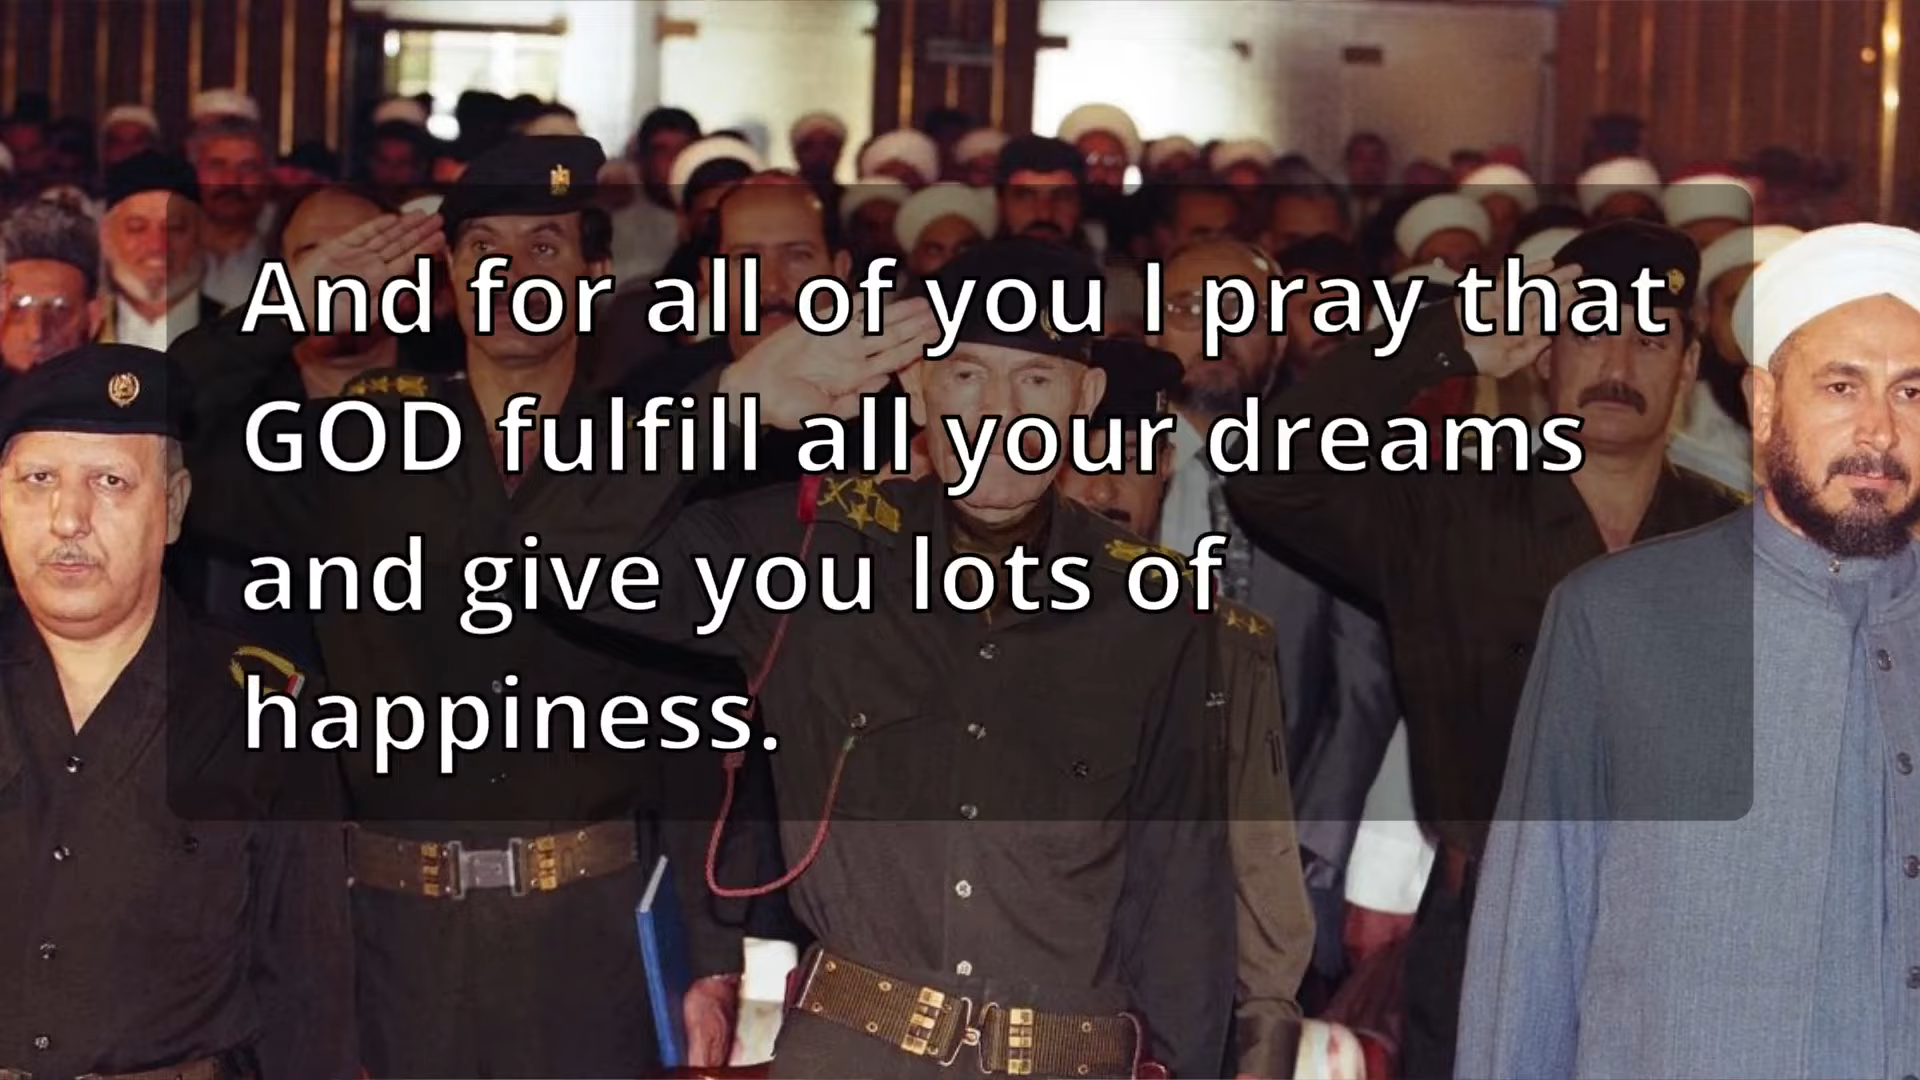 And for all of you I pray that
GOD fulfill all your dreams
and give you lots of
happiness.